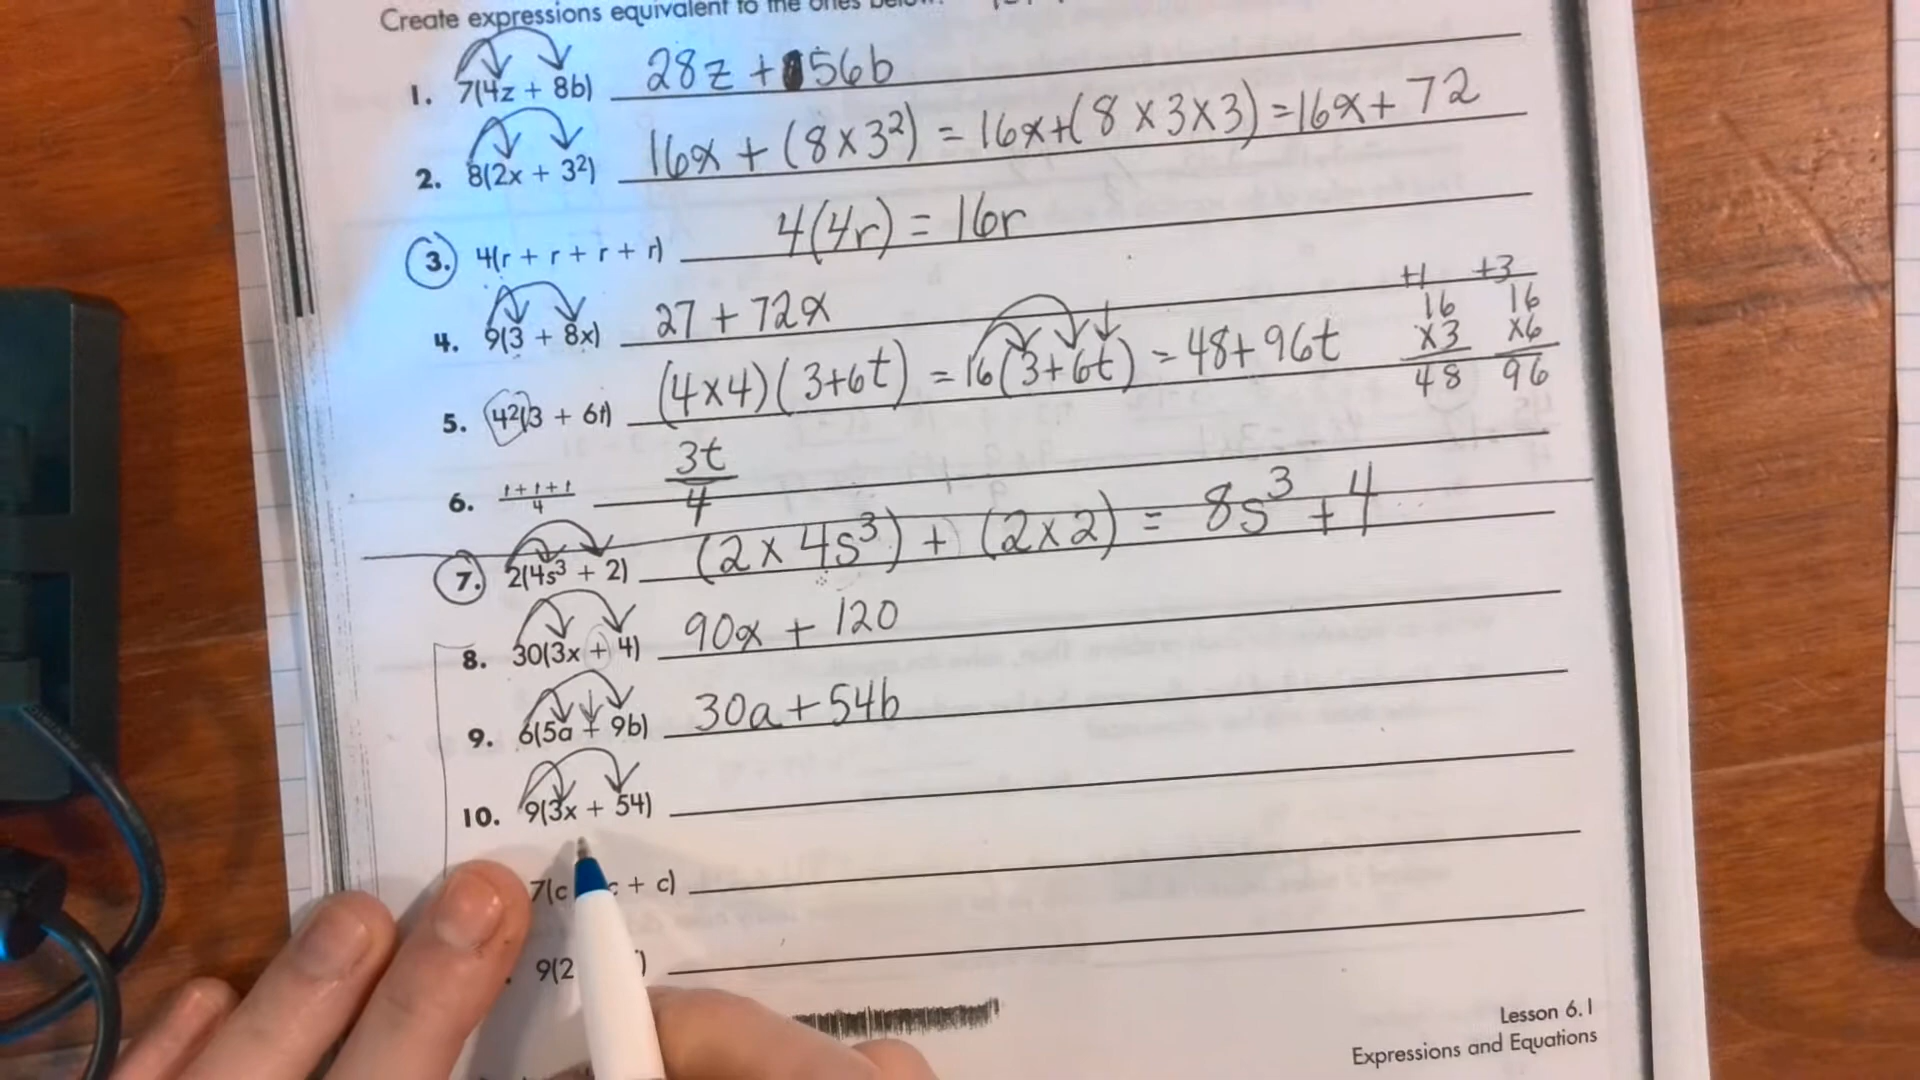 Create expressions equivalent to the ones below.
1. 7(4z + 8b) 28z + 56b
2. 8(2x + 3²) 16x + (8 x 3²) = 16x + (8 x 3 x 3) = 16x + 72
3. 4(r + r + r + r) 4(4r) = 16r
4. 9(3 + 8x) 27 + 72x
5. 4²(3 + 6t) (4x4)(3+6t) = 16(3+6t) = 48 + 96t
+1 +3
16 16
x3 x6
48 96
6. t + t + t / 4 3t / 4
7. 2(4s³ + 2) (2 x 4s³) + (2x2) = 8s³ + 4
8. 30(3x + 4) 90x + 120
9. 6(5a + 9b) 30a + 54b
10. 9(3x + 54)
7(c + c)
9(2 )
Lesson 6.1
Expressions and Equations